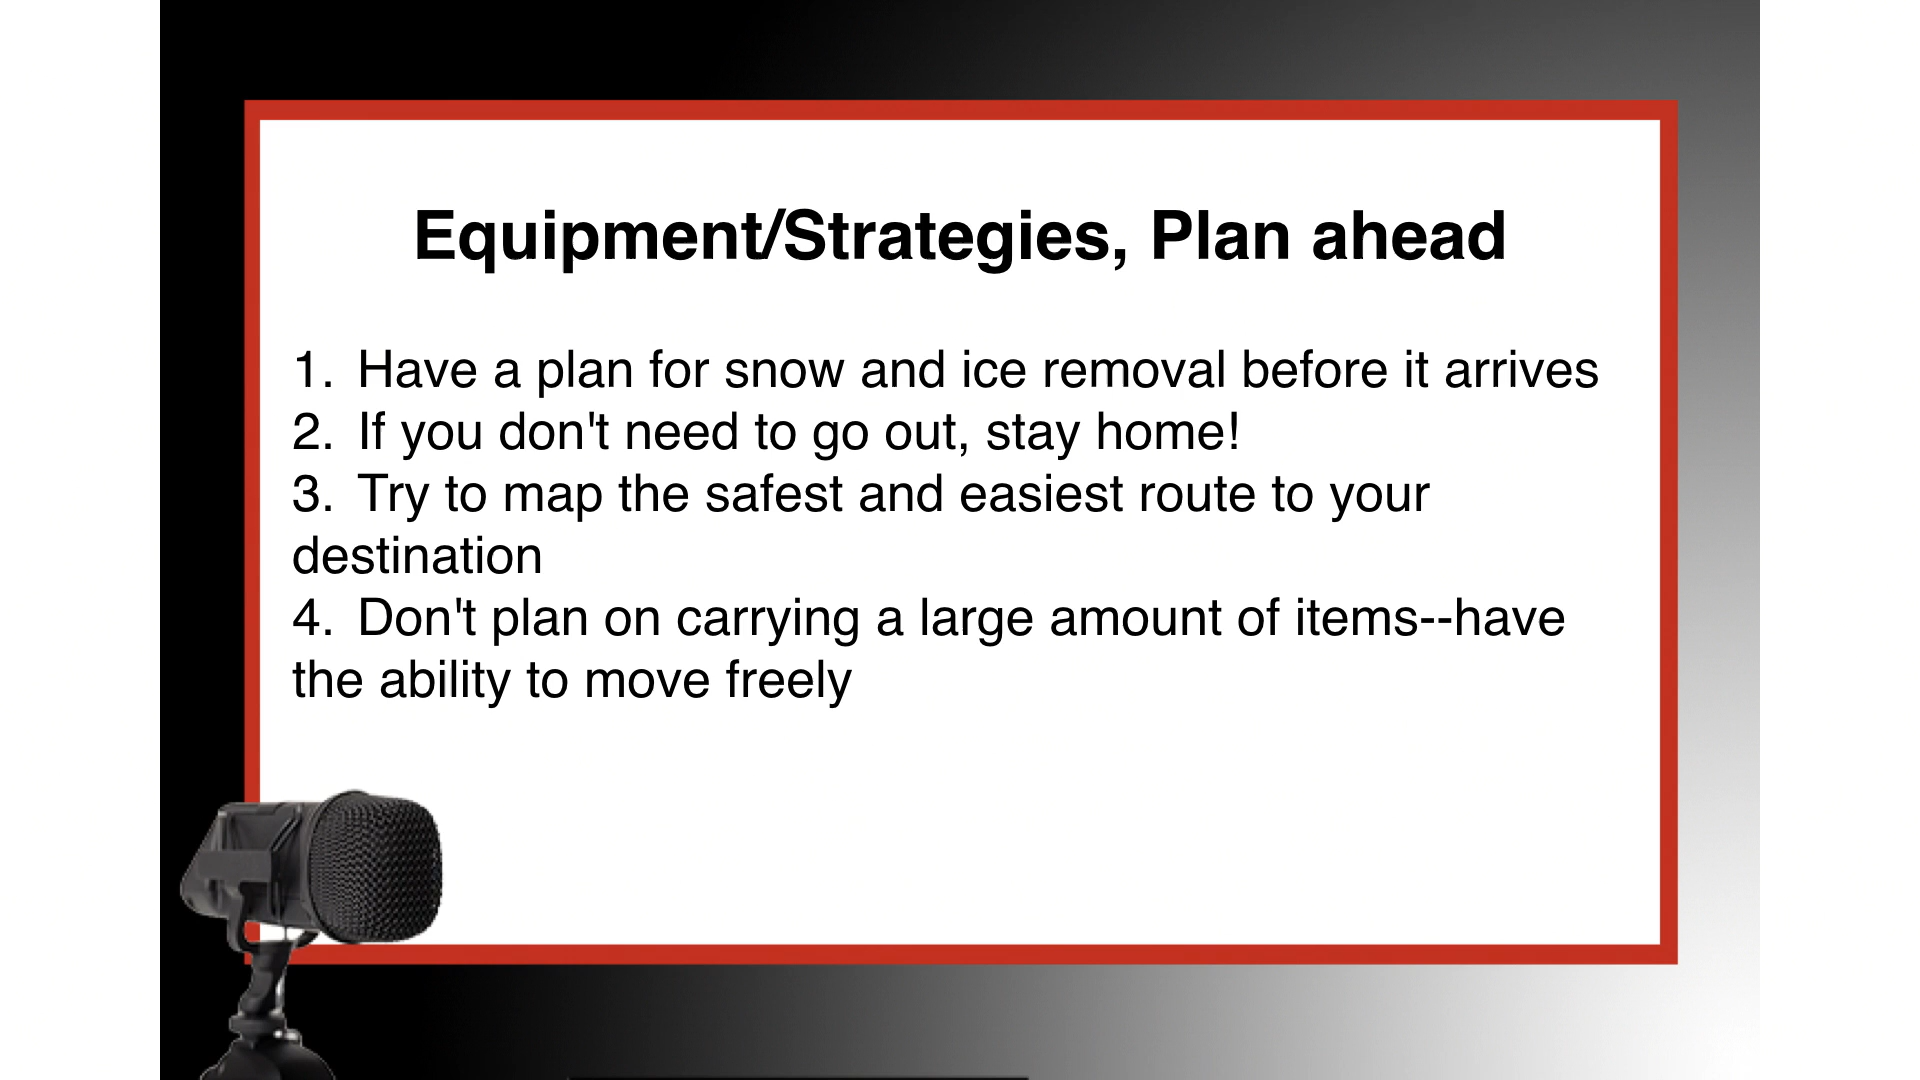 Equipment/Strategies, Plan ahead
1. Have a plan for snow and ice removal before it arrives
2. If you don't need to go out, stay home!
3. Try to map the safest and easiest route to your
destination
4. Don't plan on carrying a large amount of items--have
the ability to move freely